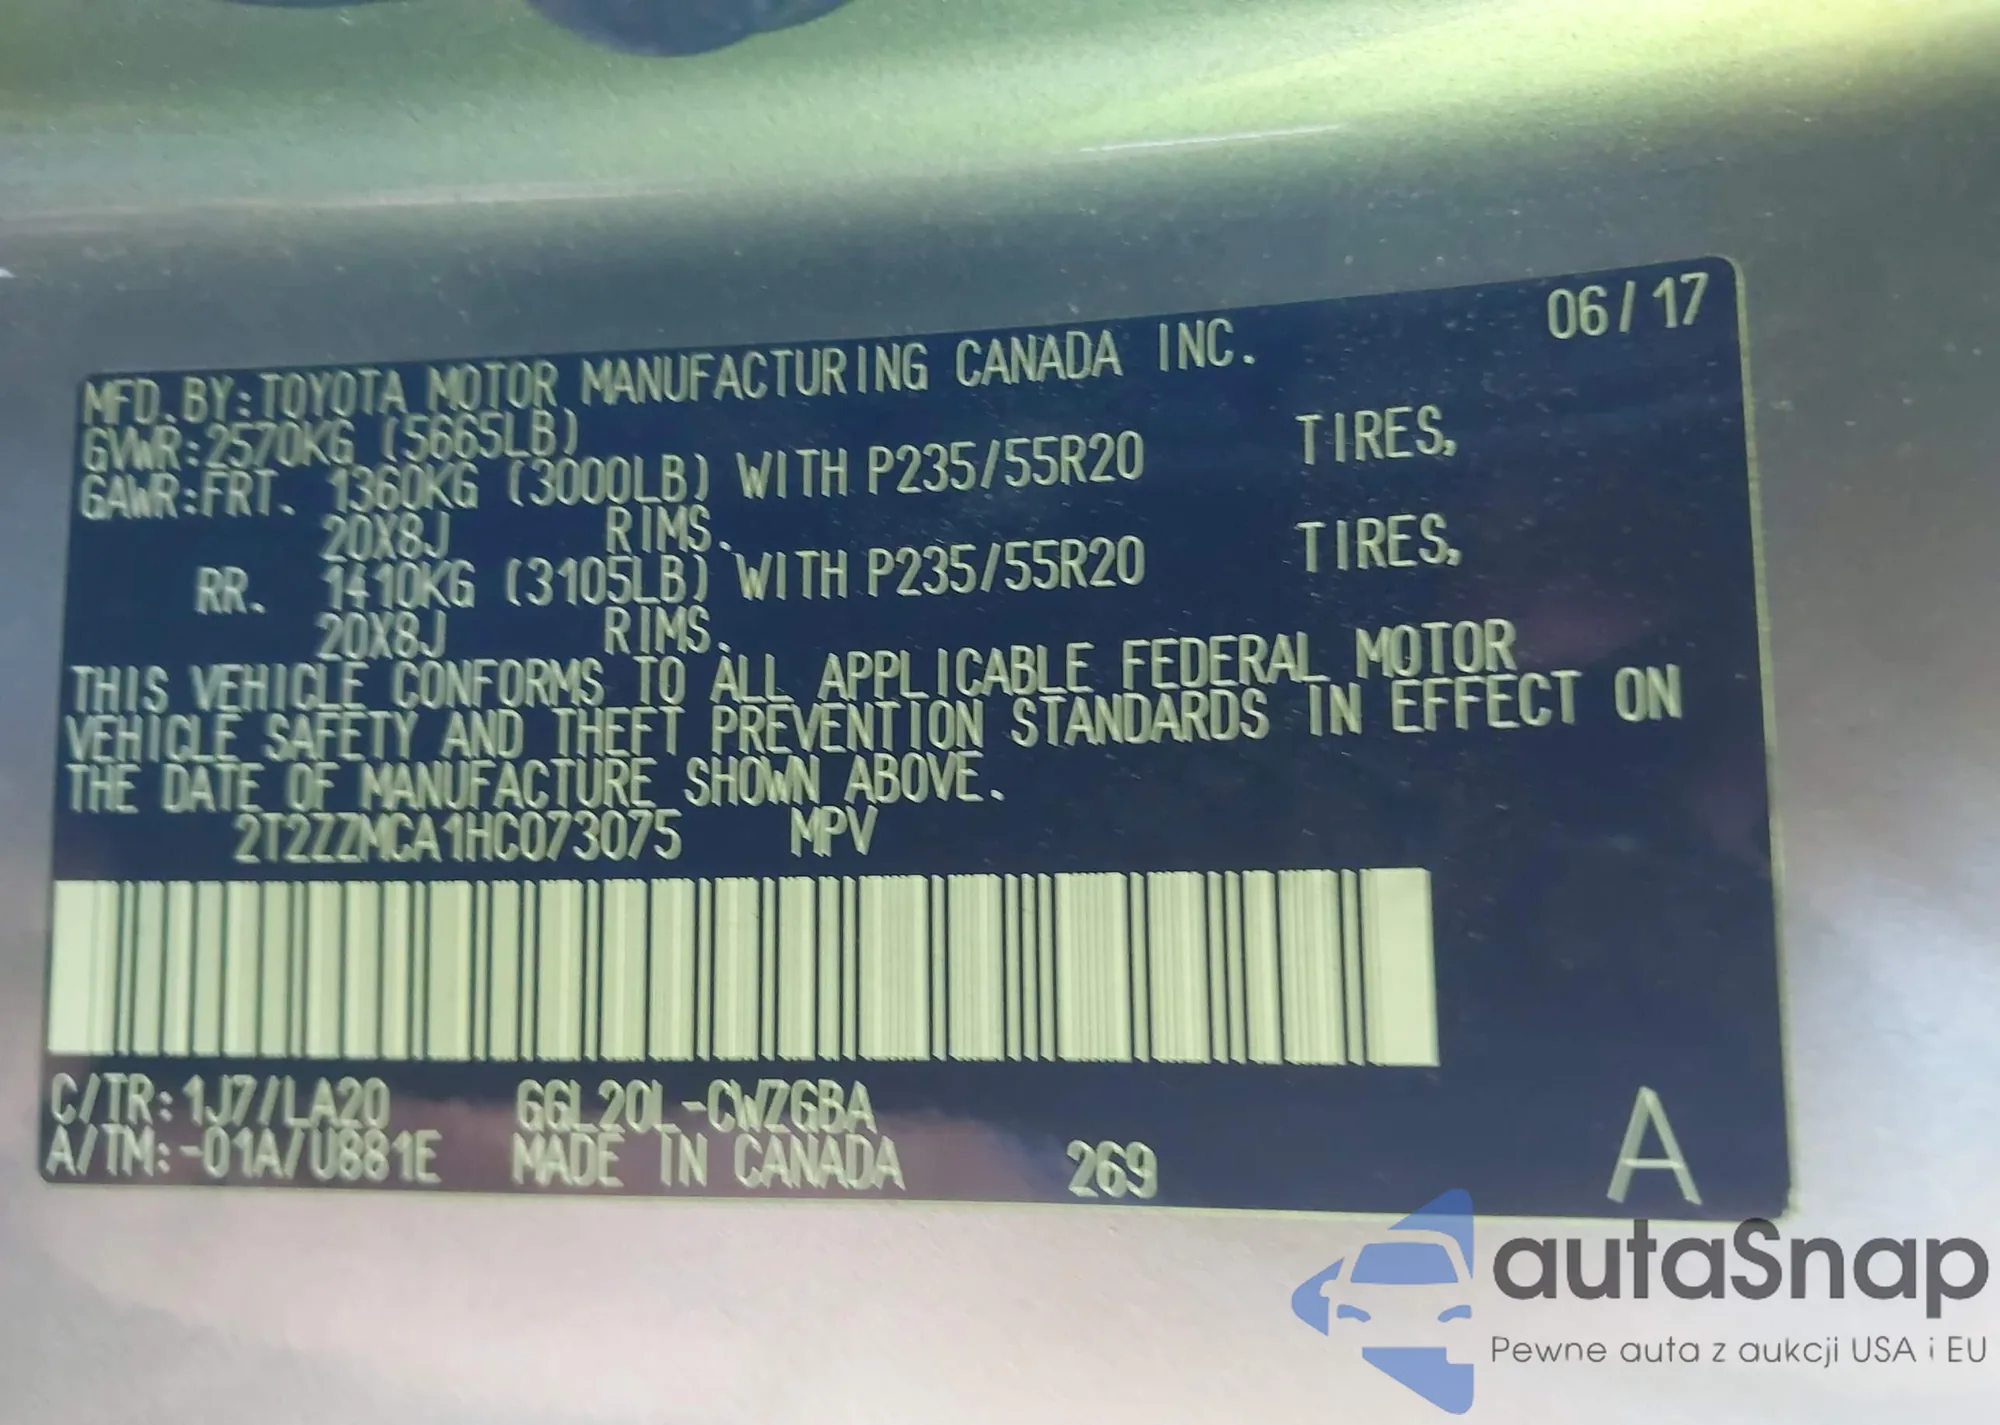 06/17
MFD.BY:TOYOTA MOTOR MANUFACTURING CANADA INC.
GVWR:2570KG (5665LB)
GAWR:FRT. 1360KG (3000LB) WITH P235/55R20 TIRES,
20X8J RIMS.
RR. 1410KG (3105LB) WITH P235/55R20 TIRES,
20X8J RIMS.
THIS VEHICLE CONFORMS TO ALL APPLICABLE FEDERAL MOTOR
VEHICLE SAFETY AND THEFT PREVENTION STANDARDS IN EFFECT ON
THE DATE OF MANUFACTURE SHOWN ABOVE.
2T2ZZMCA1HC073075 MPV
C/TR:1J7/LA20 GGL20L-CWZGBA
A/TM:-01A/U881E MADE IN CANADA 269 A
autaSnap
Pewne auta z aukcji USA i EU